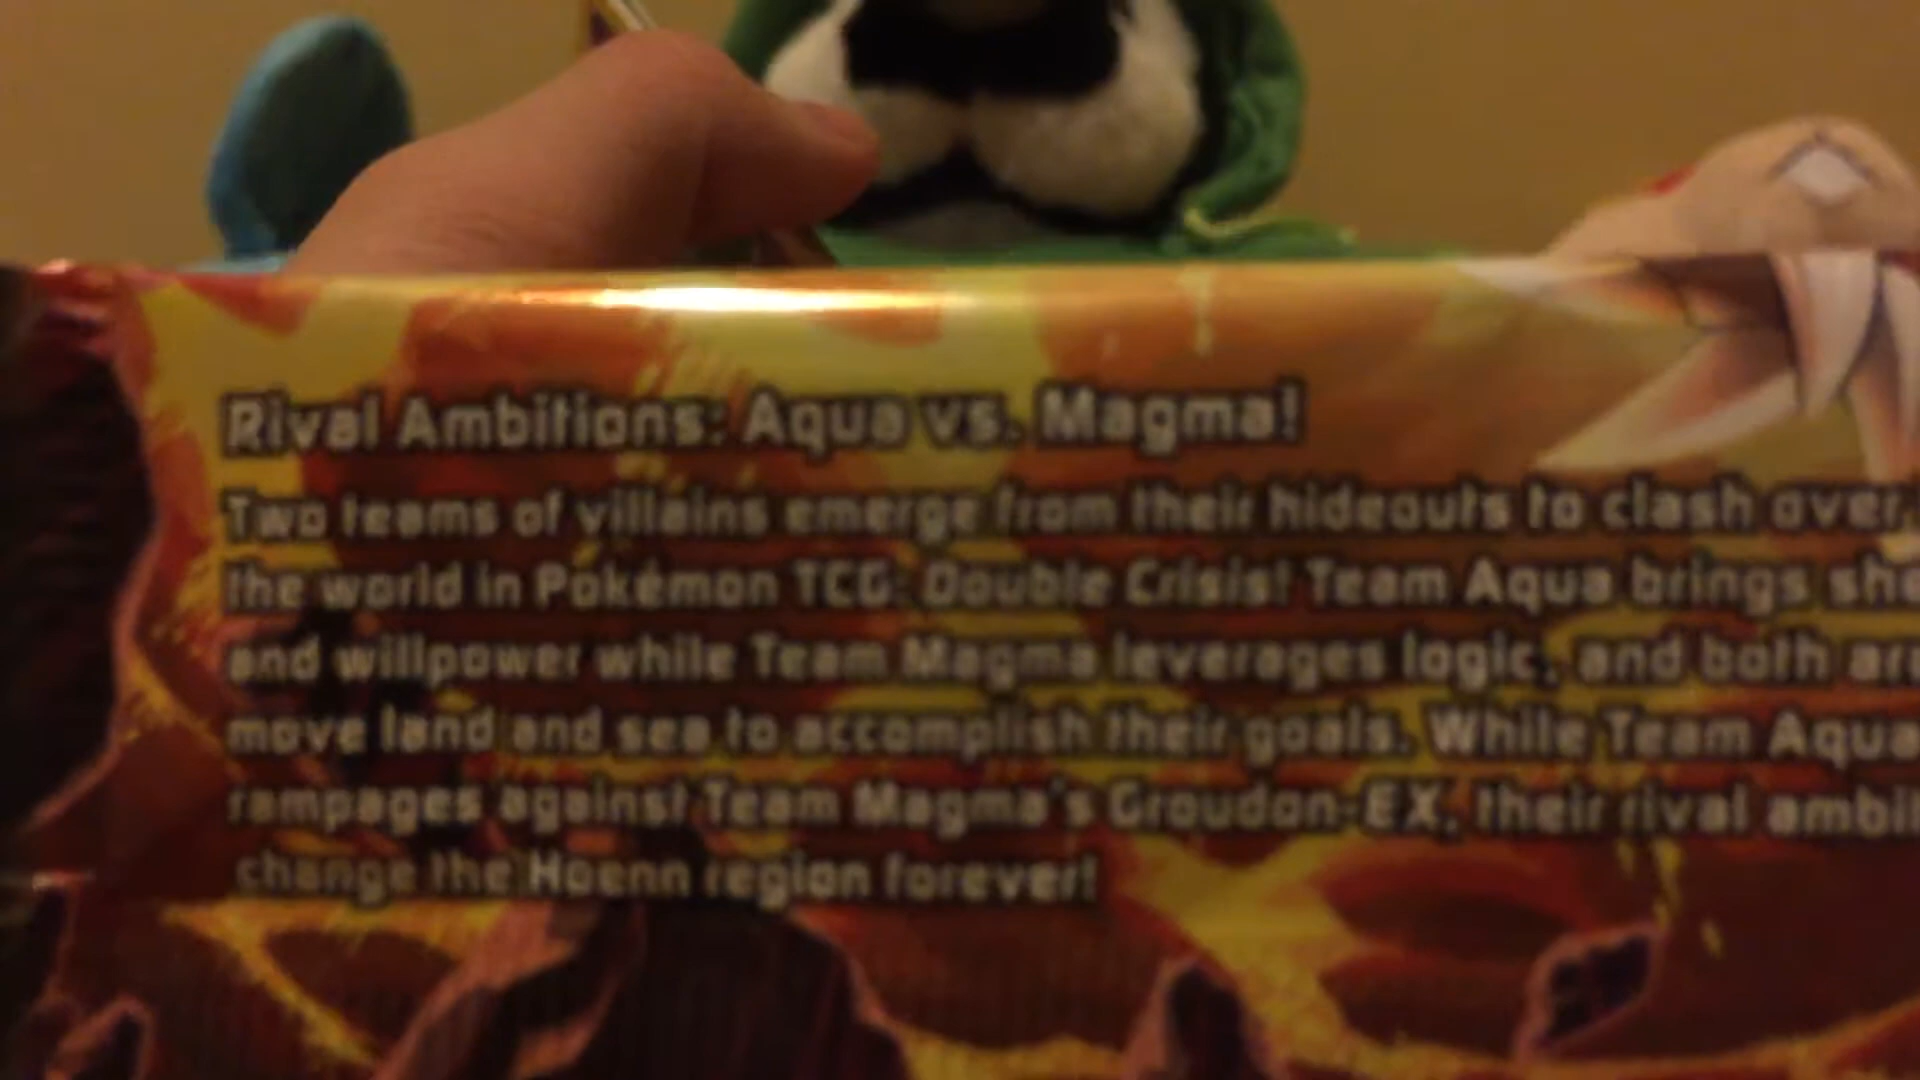 Rival Ambitions: Aqua vs. Magma!
Two teams of villains emerge from their hideouts to clash over
the world in Pokémon TCG: Double Crisis! Team Aqua brings
and willpower while Team Magma leverages logic, and both
move land and sea to accomplish their goals. While Team Aqua
rampages against Team Magma's Groudon-EX, their rival
change the Hoenn region forever!